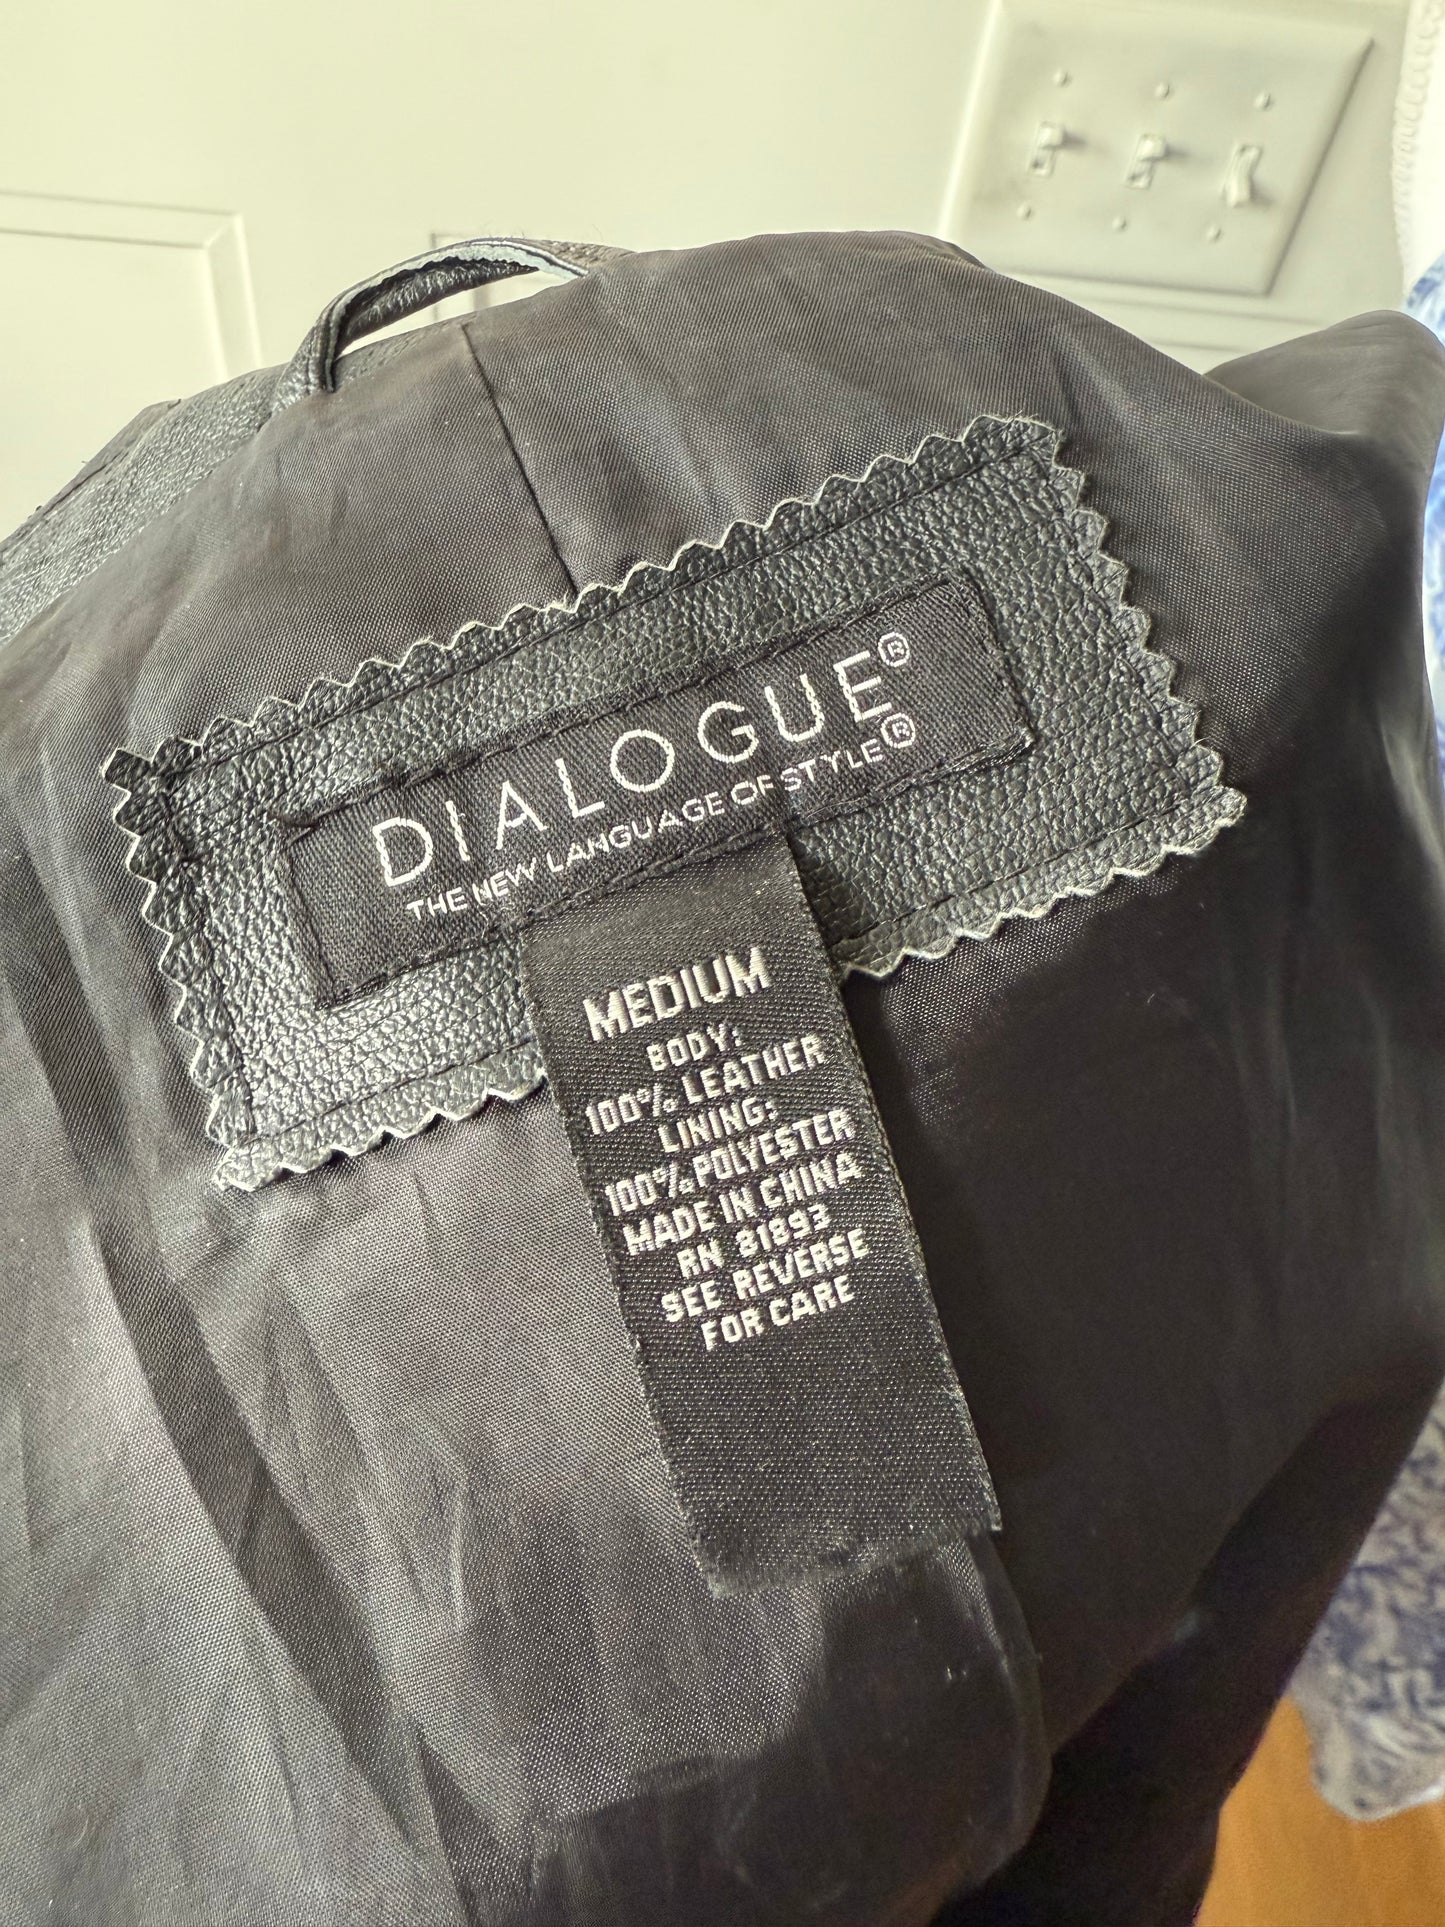 DIALOGUE®
THE NEW LANGUAGE OF STYLE®
MEDIUM
BODY:
100% LEATHER
LINING:
100% POLYESTER
MADE IN CHINA
RN 81893
SEE REVERSE
FOR CARE